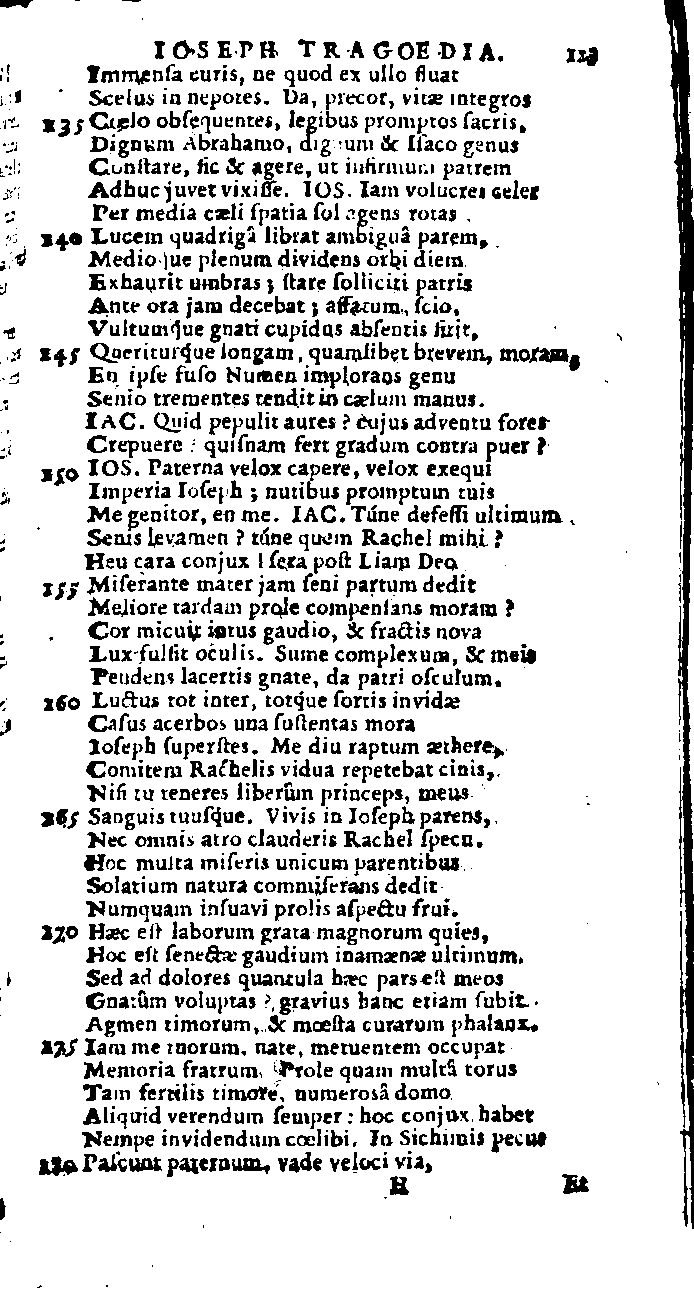 IOSEPH TRAGOEDIA. 113
Immenſa curis, ne quod ex ullo fluat
Scelus in nepotes. Da, precor, vitæ integros
235 Cœlo obſequentes, legibus promptos ſacris,
Dignum Abrahamo, dignum & Iſaco genus
Conſtare, ſic & agere, ut infirmum patrem
Adhuc juvet vixiſſe. IOS. Iam volucres celer
Per media cæli ſpatia ſol agens rotas
240 Lucem quadrigâ librat ambiguâ parem,
Medioque plenum dividens orbi diem
Exhaurit umbras; ſtare ſolliciti patris
Ante ora jam decebat; affatum, ſcio,
Vultumque gnati cupidus abſentis ſitit,
245 Queriturque longam, quamlibet brevem, moram,
En ipſe fuſo Numen implorans genu
Senio trementes tendit in cælum manus.
IAC. Quid pepulit aures? cujus adventu fores
Crepuere? quiſnam fert gradum contra puer?
250 IOS. Paterna velox capere, velox exequi
Imperia Ioſeph; nutibus promptum tuis
Me genitor, en me. IAC. Túne defeſſi ultimum
Senis levamen? túne quem Rachel mihi?
Heu cara conjux! ſera poſt Liam Deo
255 Miſerante mater jam ſeni partum dedit
Meliore tardam prole compenſans moram?
Cor micuit intus gaudio, & fractis nova
Lux fulſit oculis. Sume complexum, & meis
Pendens lacertis gnate, da patri oſculum.
260 Luctus tot inter, totque ſortis invidæ
Caſus acerbos una ſuſtentas mora
Ioſeph ſuperſtes. Me diu raptum æthere,
Comitem Rachelis vidua repetebat cinis,
Niſi tu teneres liberûm princeps, meus
265 Sanguis tuuſque. Vivis in Ioſeph parens,
Nec omnis atro clauderis Rachel ſpecu.
Hoc multa miſeris unicum parentibus
Solatium natura commiſerans dedit
Numquam inſuavi prolis aſpectu frui.
270 Hæc eſt laborum grata magnorum quies,
Hoc eſt ſenectæ gaudium inamænæ ultimum.
Sed ad dolores quantula hæc pars eſt meos
Gnatûm voluptas? gravius hanc etiam ſubit
Agmen timorum, & mœſta curarum phalanx.
275 Iam me tuorum, nate, metuentem occupat
Memoria fratrum. Prole quam multâ torus
Tam fertilis timore, numerosâ domo
Aliquid verendum ſemper: hoc conjux habet
Nempe invidendum cœlibi. In Sichimis pecus
280 Paſcunt paternum, vade veloci via,
H Et